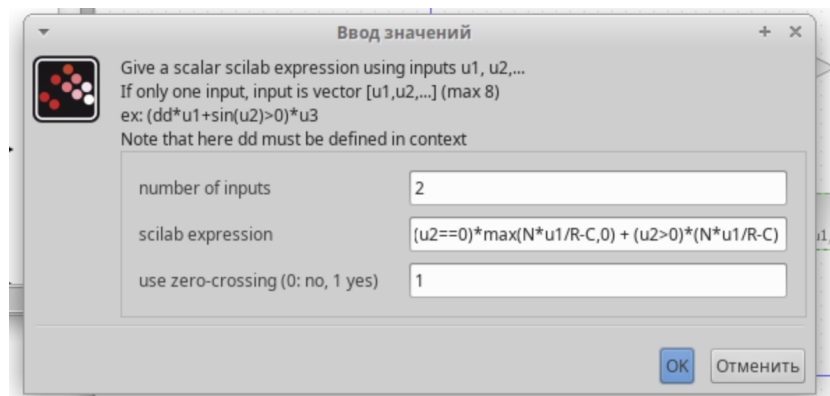 Ввод значений
Give a scalar scilab expression using inputs u1, u2,...
If only one input, input is vector [u1,u2,...] (max 8)
ex: (dd*u1+sin(u2)>0)*u3
Note that here dd must be defined in context
number of inputs 2
scilab expression (u2==0)*max(N*u1/R-C,0) + (u2>0)*(N*u1/R-C)
use zero-crossing (0: no, 1 yes) 1
OK Отменить